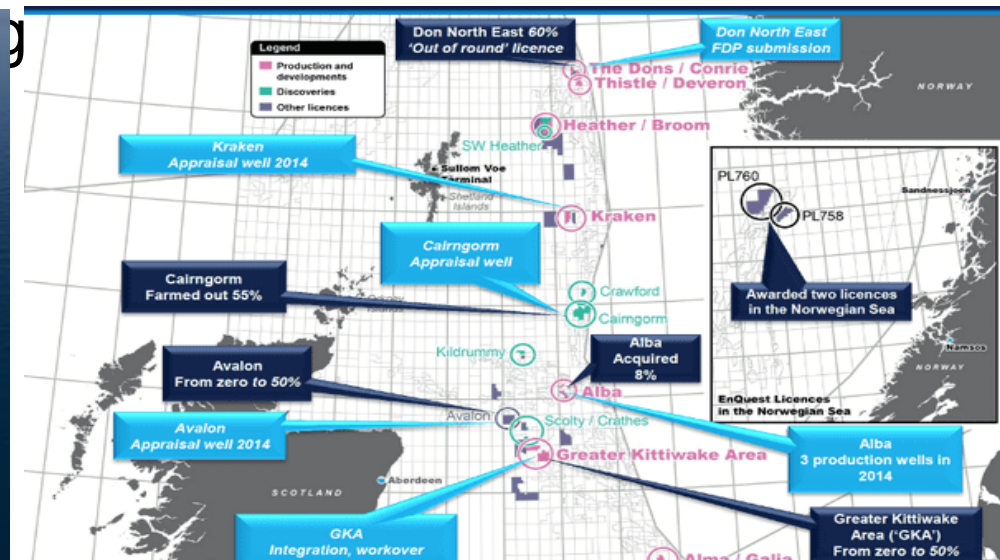 g
Don North East 60%
'Out of round' licence
Don North East
FDP submission
Legend
Production and
developments
Discoveries
Other licences
The Dons / Conrie
Thistle / Deveron
NORWAY
Heather / Broom
SW Heather
Kraken
Appraisal well 2014
Sullom Voe
Terminal
Shetland
Islands
Kraken
PL760
PL758
Sandnessjoen
Cairngorm
Appraisal well
Cairngorm
Farmed out 55%
Crawford
Cairngorm
Awarded two licences
in the Norwegian Sea
Namsos
NORWAY
EnQuest Licences
in the Norwegian Sea
Kildrummy
Alba
Acquired
8%
Avalon
From zero to 50%
Alba
Avalon
Scolty / Crathes
Avalon
Appraisal well 2014
Greater Kittiwake Area
Alba
3 production wells in
2014
Aberdeen
SCOTLAND
GKA
Integration, workover
Greater Kittiwake
Area ('GKA')
From zero to 50%
Alma / Galia